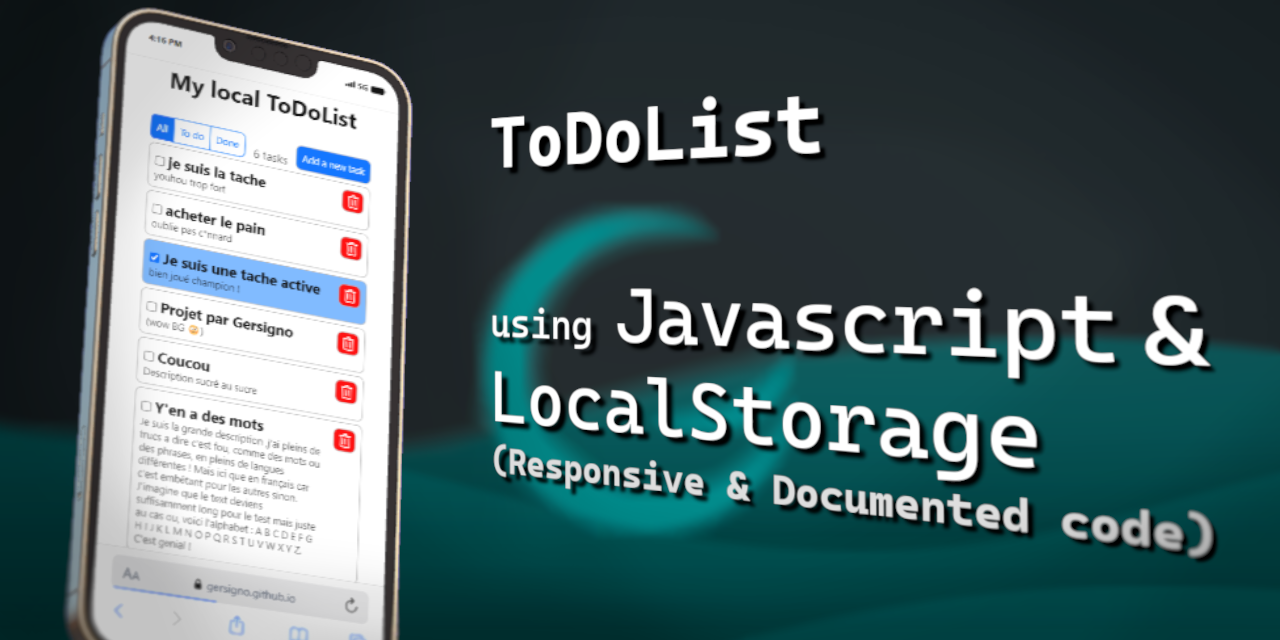 4:16 PM
5G
My local ToDoList
All
To do
Done
6 tasks
Add a new task
Je suis la tache
youhou trop fort
acheter le pain
oublie pas c*nnard
Je suis une tache active
bien joué champion !
Projet par Gersigno
(wow BG 🥵)
Coucou
Description sucré au sucre
Y'en a des mots
Je suis la grande description j'ai pleins de
trucs a dire c'est fou, comme des mots ou
des phrases, en pleins de langues
différentes ! Mais ici que en français car
c'est embêtant pour les autres sinon.
J'imagine que le text deviens
suffisamment long pour le test mais juste
au cas ou, voici l'alphabet : A B C D E F G
H I J K L M N O P Q R S T U V W X Y Z.
C'est genial !
AA
gersigno.github.io
ToDoList
using Javascript &
LocalStorage
(Responsive & Documented code)